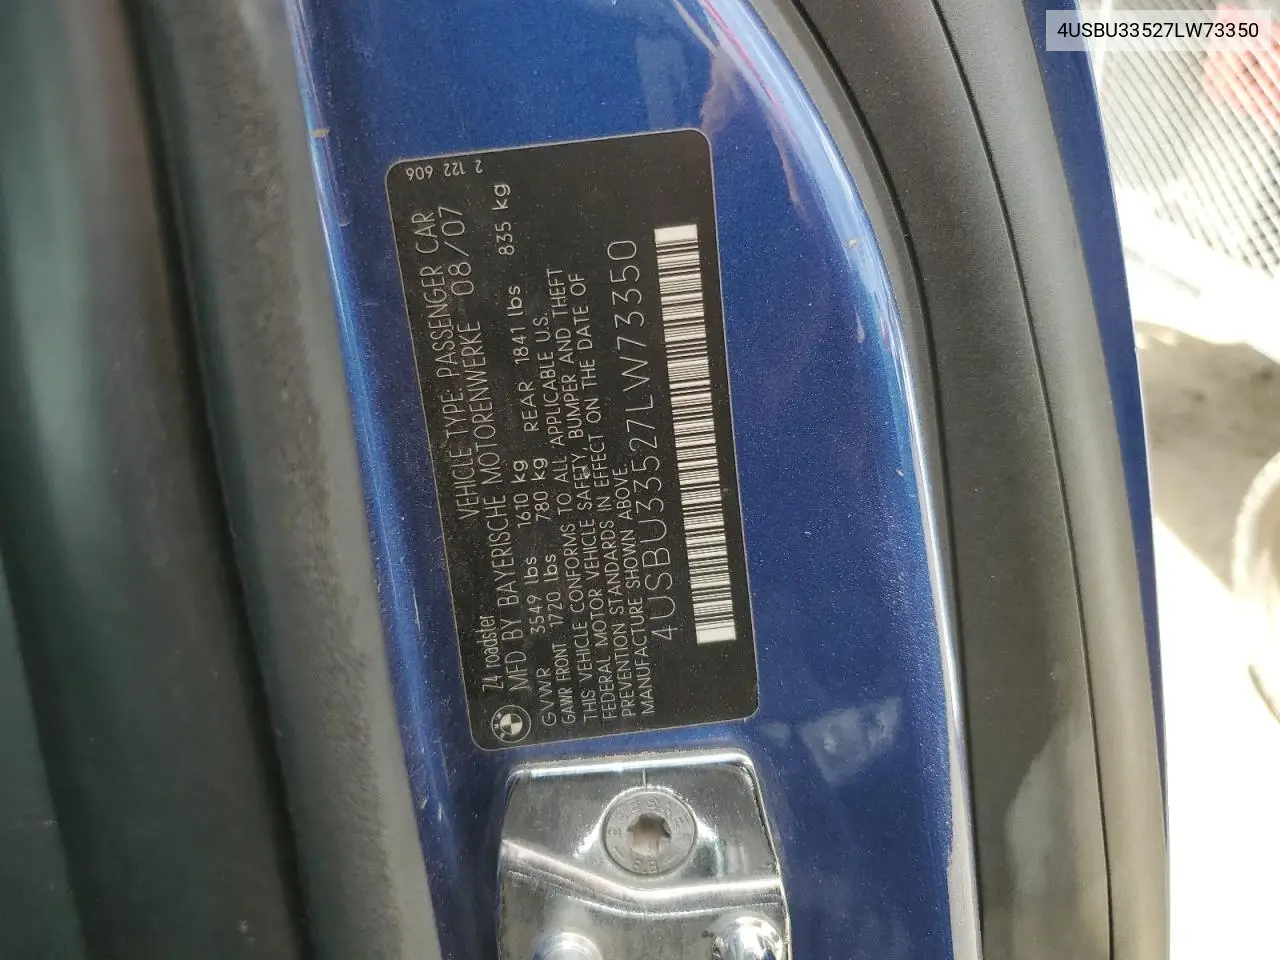 4USBU33527LW73350
2 122 606
Z4 roadster VEHICLE TYPE: PASSENGER CAR
MFD BY BAYERISCHE MOTORENWERKE 08/07
GVWR 3549 lbs 1610 kg REAR 1841 lbs 835 kg
GAWR FRONT 1720 lbs 780 kg
THIS VEHICLE CONFORMS TO ALL APPLICABLE U.S.
FEDERAL MOTOR VEHICLE SAFETY, BUMPER AND THEFT
PREVENTION STANDARDS IN EFFECT ON THE DATE OF
MANUFACTURE SHOWN ABOVE.
4USBU33527LW73350